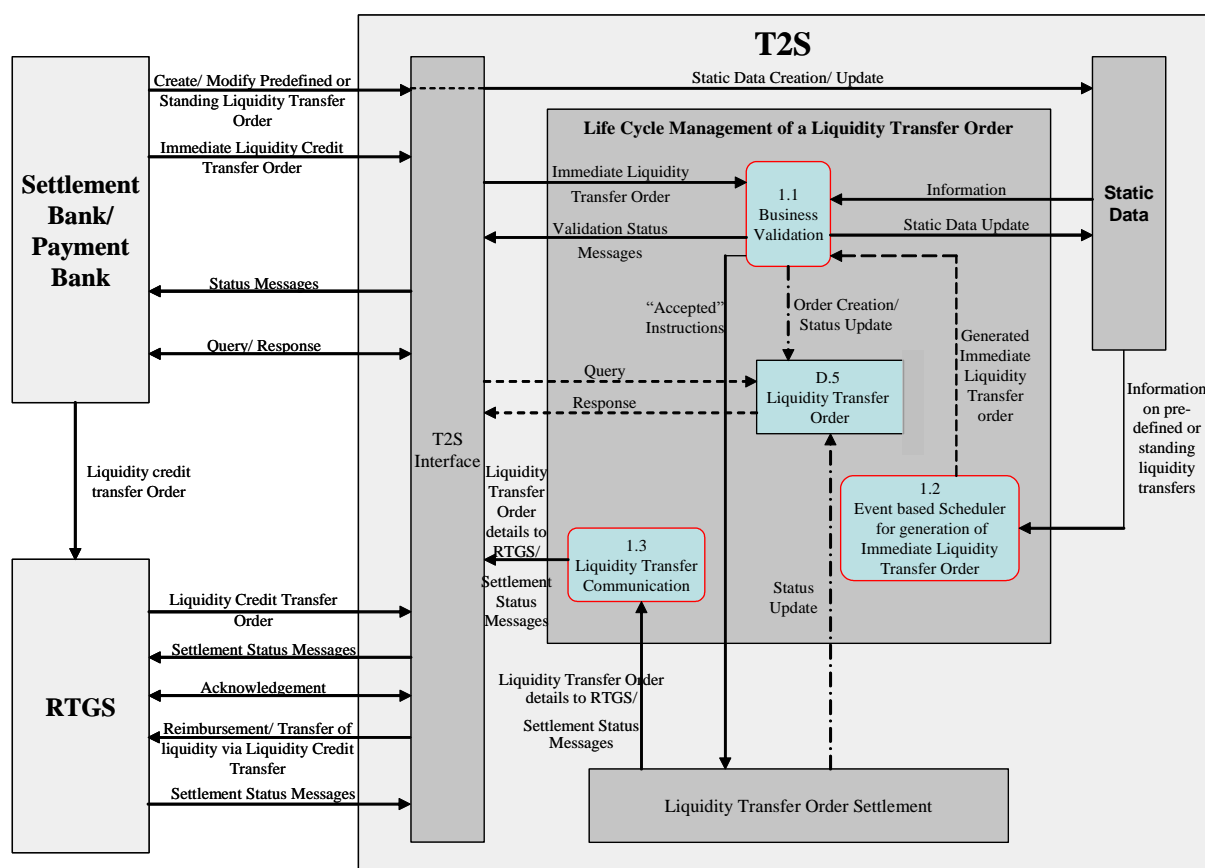 T2S
Create/ Modify Predefined or
Standing Liquidity Transfer
Order
Static Data Creation/ Update
Immediate Liquidity Credit
Transfer Order
Settlement
Bank/
Payment
Bank
Status Messages
Query/ Response
Liquidity credit
transfer Order
T2S
Interface
Life Cycle Management of a Liquidity Transfer Order
Immediate Liquidity
Transfer Order
1.1
Business
Validation
Information
Static
Data
Validation Status
Messages
Static Data Update
"Accepted"
Instructions
Order Creation/
Status Update
Generated
Immediate
Liquidity
Transfer
order
Query
Response
D.5
Liquidity Transfer
Order
Information
on pre-
defined or
standing
liquidity
transfers
Liquidity
Transfer
Order
details to
RTGS/
Settlement
Status
Messages
1.3
Liquidity Transfer
Communication
1.2
Event based Scheduler
for generation of
Immediate Liquidity
Transfer Order
Status
Update
RTGS
Liquidity Credit Transfer
Order
Settlement Status Messages
Acknowledgement
Reimbursement/ Transfer of
liquidity via Liquidity Credit
Transfer
Settlement Status Messages
Liquidity Transfer Order
details to RTGS/
Settlement Status
Messages
Liquidity Transfer Order Settlement